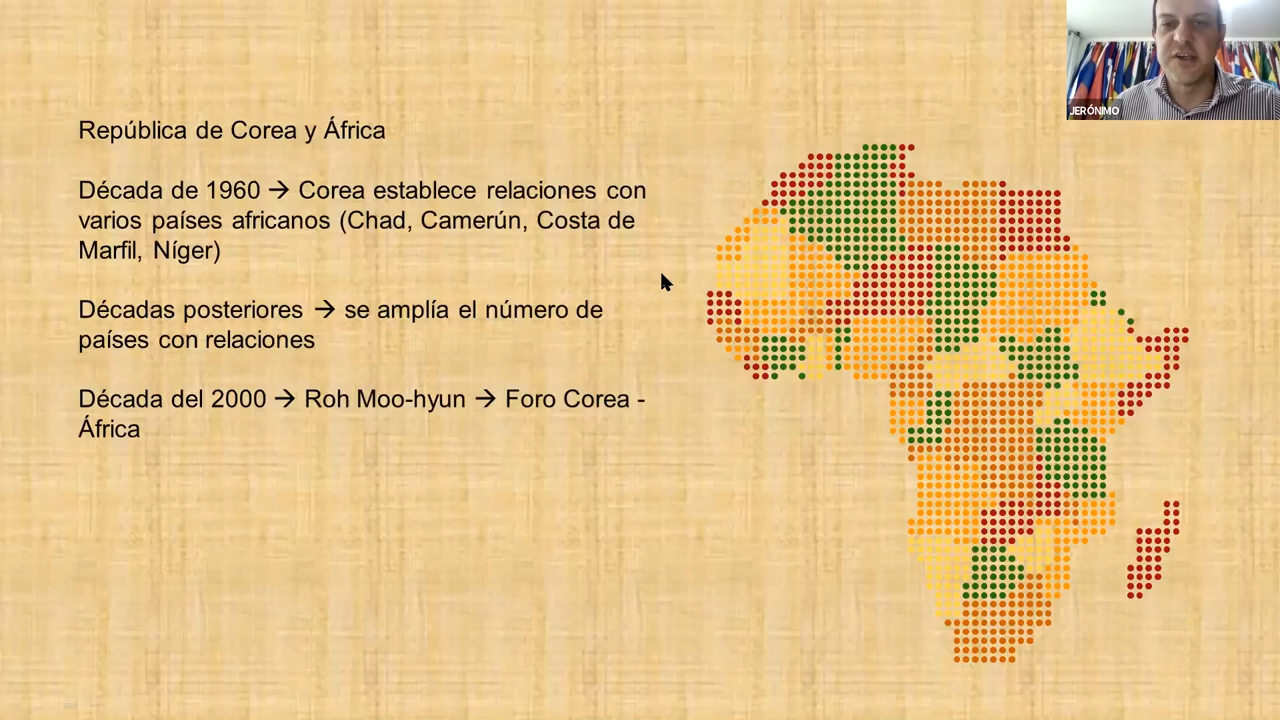 República de Corea y África
Década de 1960 → Corea establece relaciones con
varios países africanos (Chad, Camerún, Costa de
Marfil, Níger)
Décadas posteriores → se amplía el número de
países con relaciones
Década del 2000 → Roh Moo-hyun → Foro Corea -
África
JERÓNIMO